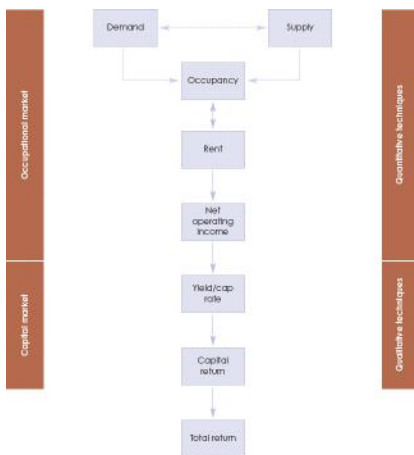 Demand
Supply
Occupancy
Rent
Net
operating
income
Yield/cap
rate
Capital
return
Total return
Occupational market
Capital market
Quantitative techniques
Qualitative techniques